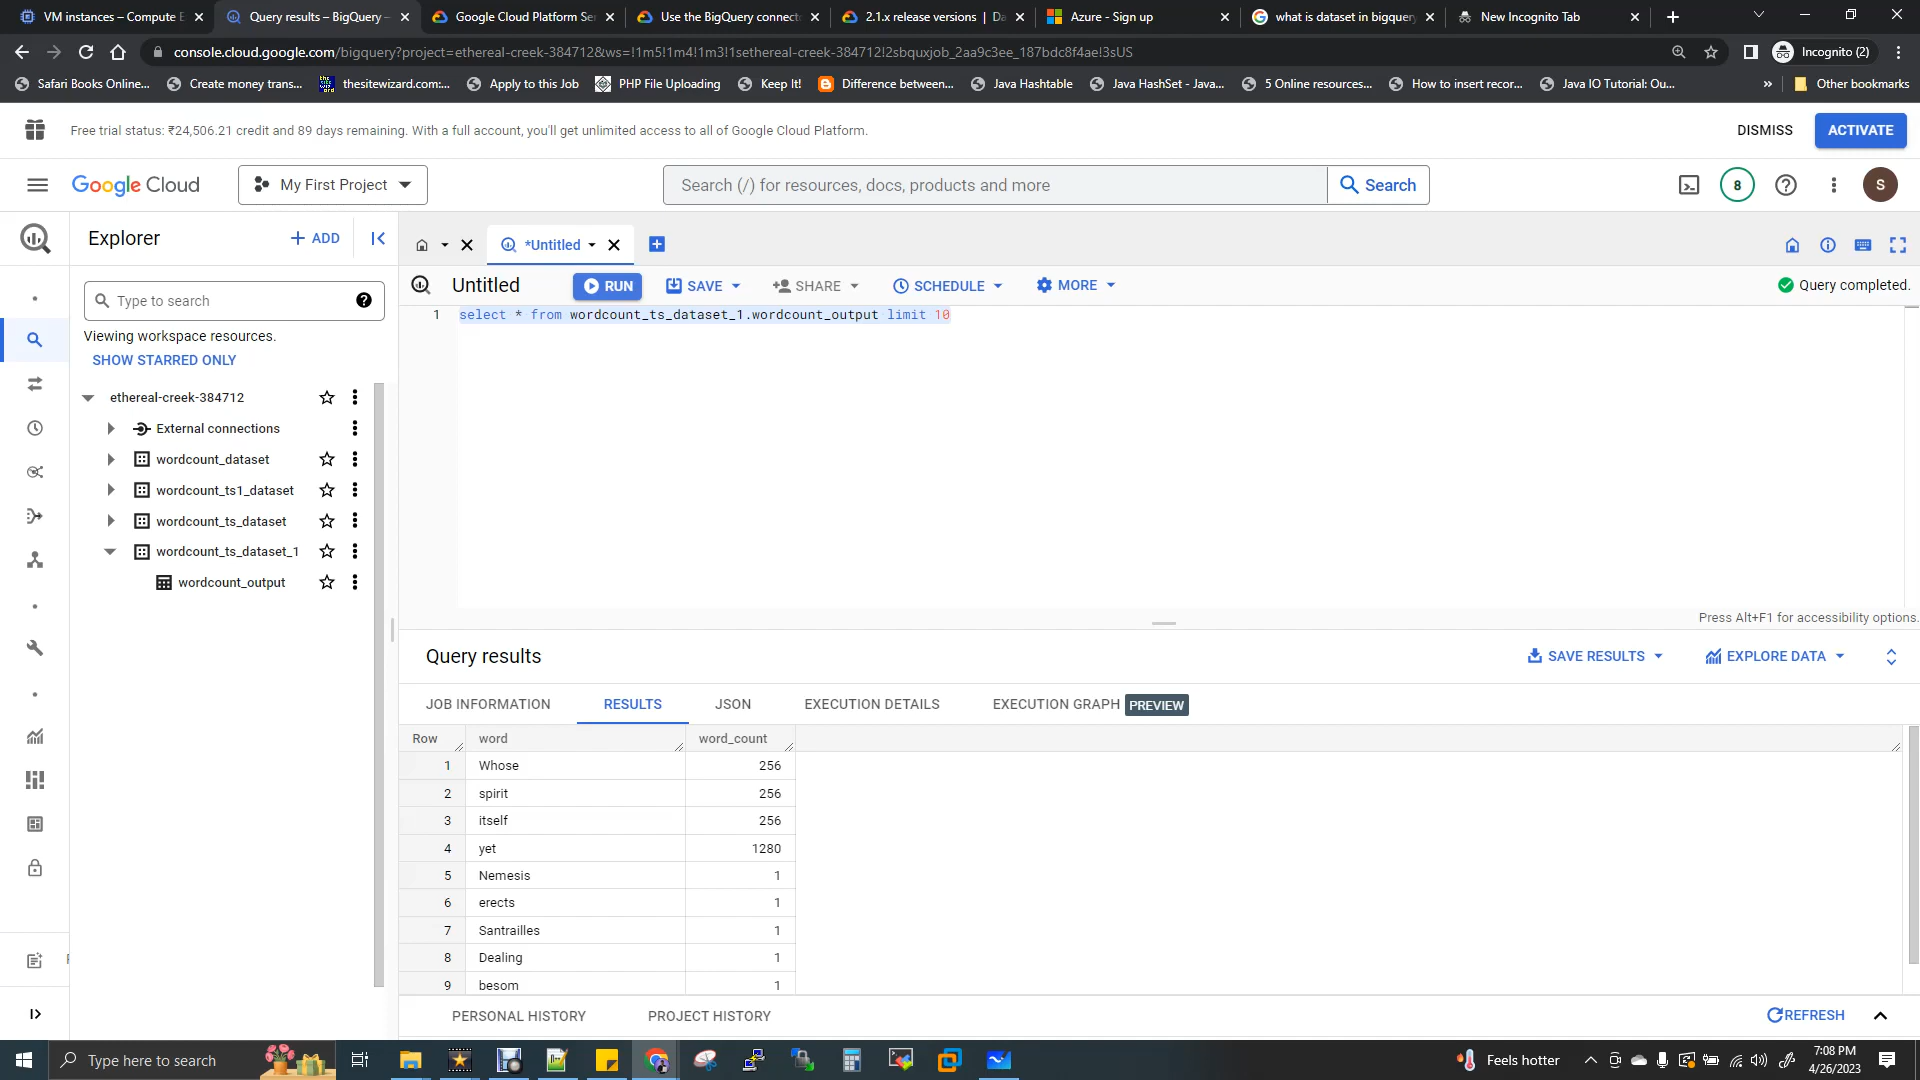 VM instances – Compute E
Query results – BigQuery –
Google Cloud Platform Se
Use the BigQuery connect
2.1.x release versions | Da
Azure - Sign up
what is dataset in bigquery
New Incognito Tab
console.cloud.google.com/bigquery?project=ethereal-creek-384712&ws=!1m5!1m4!1m3!1sethereal-creek-384712!2sbquxjob_2aa9c3ee_187bdc8f4ae!3sUS
Incognito (2)
Safari Books Online...
Create money trans...
thesitewizard.com:...
Apply to this Job
PHP File Uploading
Keep It!
Difference between...
Java Hashtable
Java HashSet - Java...
5 Online resources...
How to insert recor...
Java IO Tutorial: Ou...
»
Other bookmarks
Free trial status: ₹24,506.21 credit and 89 days remaining. With a full account, you'll get unlimited access to all of Google Cloud Platform.
DISMISS
ACTIVATE
Google Cloud
My First Project
Search (/) for resources, docs, products and more
Search
8
S
Explorer
+ ADD
*Untitled
Untitled
RUN
SAVE
SHARE
SCHEDULE
MORE
Query completed.
Type to search
1 select * from wordcount_ts_dataset_1.wordcount_output limit 10
Viewing workspace resources.
SHOW STARRED ONLY
ethereal-creek-384712
External connections
wordcount_dataset
wordcount_ts1_dataset
wordcount_ts_dataset
wordcount_ts_dataset_1
wordcount_output
Press Alt+F1 for accessibility options.
Query results
SAVE RESULTS
EXPLORE DATA
JOB INFORMATION
RESULTS
JSON
EXECUTION DETAILS
EXECUTION GRAPH PREVIEW
Row word word_count
1 Whose 256
2 spirit 256
3 itself 256
4 yet 1280
5 Nemesis 1
6 erects 1
7 Santrailles 1
8 Dealing 1
9 besom 1
PERSONAL HISTORY
PROJECT HISTORY
REFRESH
Type here to search
Feels hotter
7:08 PM
4/26/2023